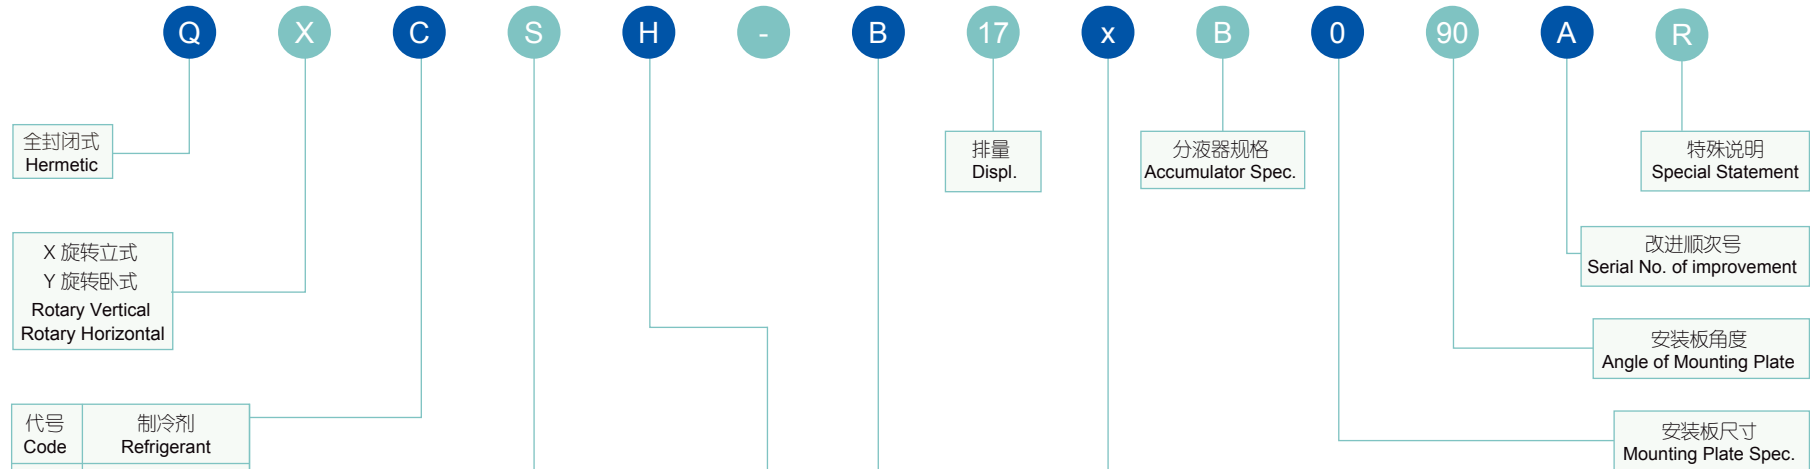 Q X C S H - B 17 x B 0 90 A R
全封闭式
Hermetic
排量
Displ.
分液器规格
Accumulator Spec.
特殊说明
Special Statement
X 旋转立式
Y 旋转卧式
Rotary Vertical
Rotary Horizontal
改进顺次号
Serial No. of improvement
安装板角度
Angle of Mounting Plate
代号
Code
制冷剂
Refrigerant
安装板尺寸
Mounting Plate Spec.